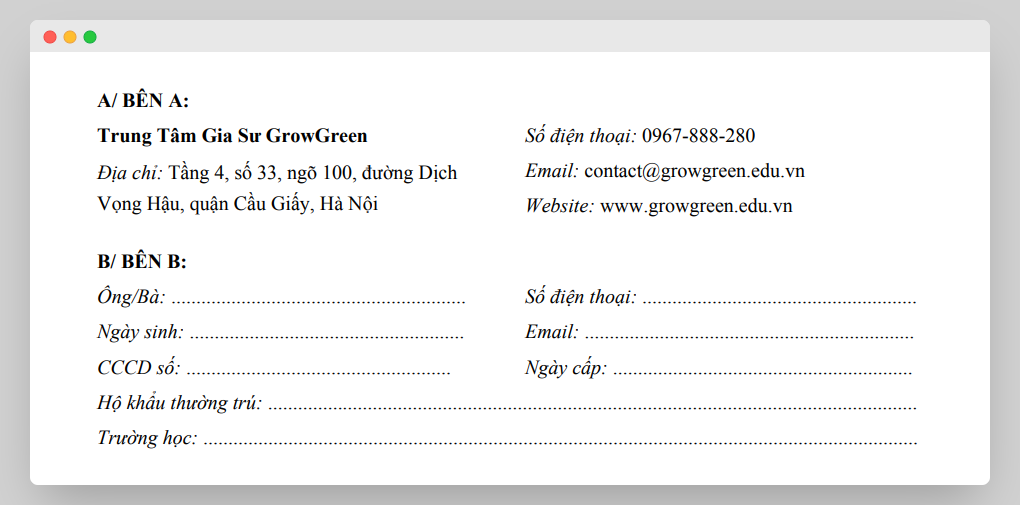 A/ BÊN A:
Trung Tâm Gia Sư GrowGreen
Số điện thoại: 0967-888-280
Địa chỉ: Tầng 4, số 33, ngõ 100, đường Dịch
Vọng Hậu, quận Cầu Giấy, Hà Nội
Email: contact@growgreen.edu.vn
Website: www.growgreen.edu.vn
B/ BÊN B:
Ông/Bà: ...........................................................
Số điện thoại: .......................................................
Ngày sinh: .......................................................
Email: ..................................................................
CCCD số: .....................................................
Ngày cấp: ............................................................
Hộ khẩu thường trú: ..................................................................................................................................
Trường học: ...............................................................................................................................................